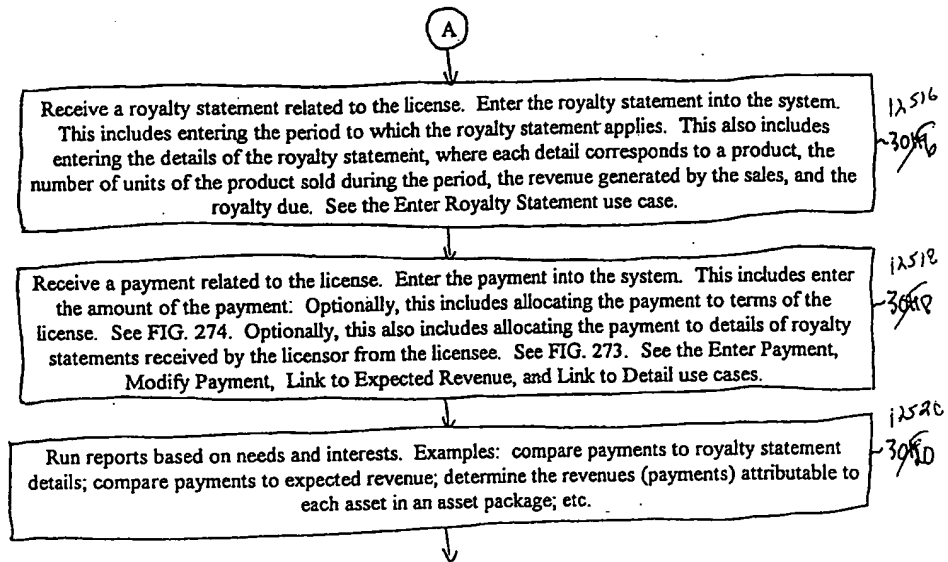 A
Receive a royalty statement related to the license. Enter the royalty statement into the system.
This includes entering the period to which the royalty statement applies. This also includes
entering the details of the royalty statement, where each detail corresponds to a product, the
number of units of the product sold during the period, the revenue generated by the sales, and the
royalty due. See the Enter Royalty Statement use case.
12516
Receive a payment related to the license. Enter the payment into the system. This includes enter
the amount of the payment: Optionally, this includes allocating the payment to terms of the
license. See FIG. 274. Optionally, this also includes allocating the payment to details of royalty
statements received by the licensor from the licensee. See FIG. 273. See the Enter Payment,
Modify Payment, Link to Expected Revenue, and Link to Detail use cases.
12518
Run reports based on needs and interests. Examples: compare payments to royalty statement
details; compare payments to expected revenue; determine the revenues (payments) attributable to
each asset in an asset package; etc.
12520